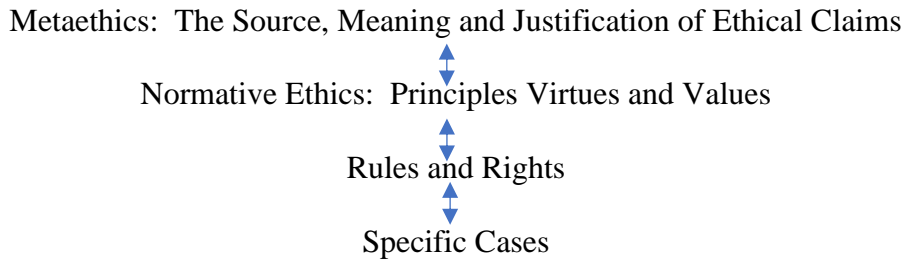 Metaethics:  The Source, Meaning and Justification of Ethical Claims
Normative Ethics:  Principles Virtues and Values
Rules and Rights
Specific Cases